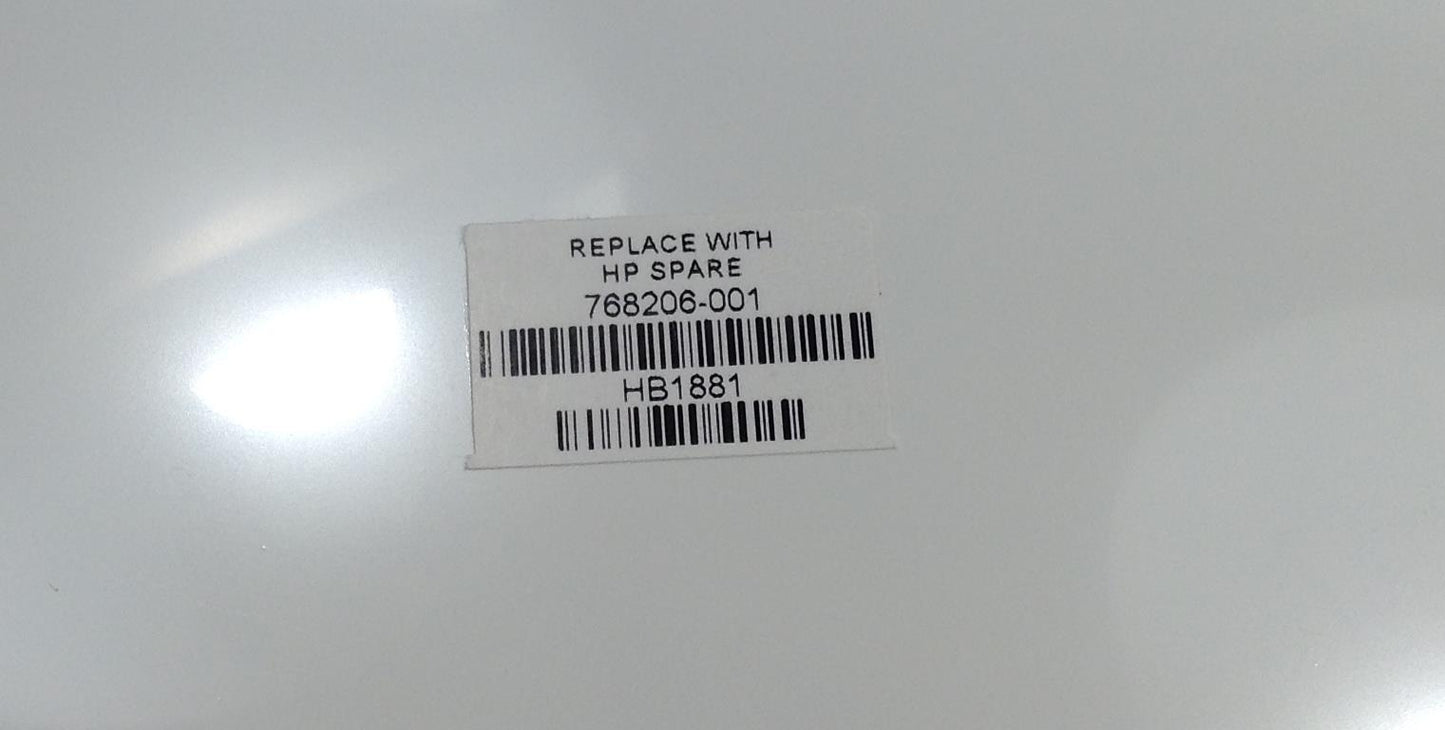 REPLACE WITH
HP SPARE
768206-001
HB1881